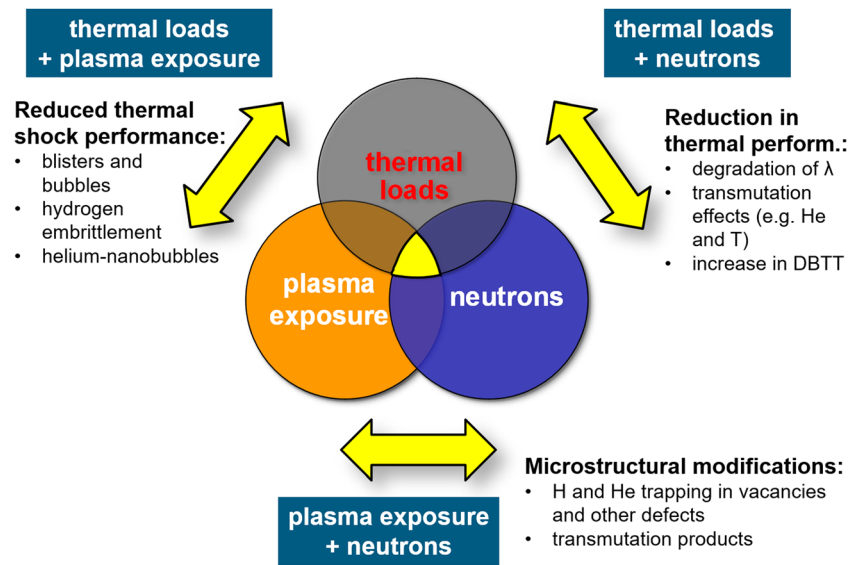 thermal loads
+ plasma exposure
thermal loads
+ neutrons
Reduced thermal
shock performance:
• blisters and
bubbles
• hydrogen
embrittlement
• helium-nanobubbles
Reduction in
thermal perform.:
• degradation of λ
• transmutation
effects (e.g. He
and T)
• increase in DBTT
thermal
loads
plasma
exposure
neutrons
Microstructural modifications:
• H and He trapping in vacancies
and other defects
• transmutation products
plasma exposure
+ neutrons